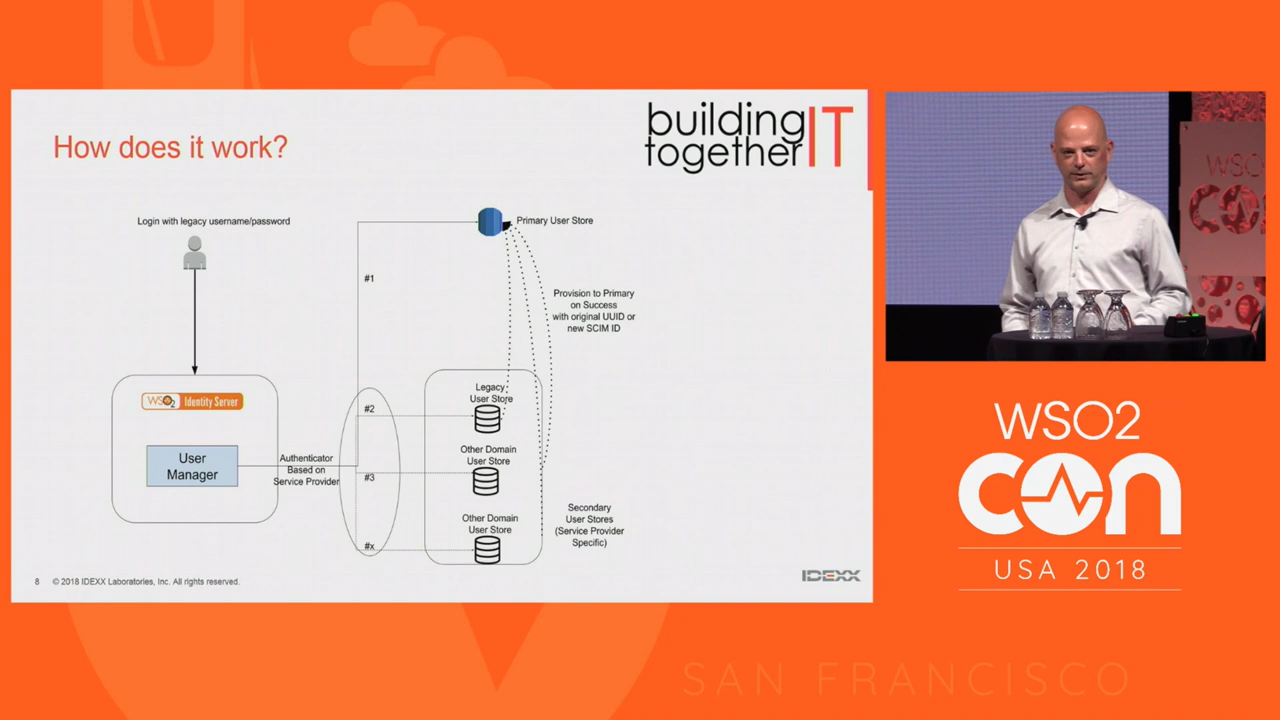 How does it work?
building
together IT
Login with legacy username/password
Primary User Store
#1
Provision to Primary
on Success
with original UUID or
new SCIM ID
WSO2 Identity Server
User
Manager
Authenticator
Based on
Service Provider
#2
#3
#x
Legacy
User Store
Other Domain
User Store
Other Domain
User Store
Secondary
User Stores
(Service Provider
Specific)
8 © 2018 IDEXX Laboratories, Inc. All rights reserved.
IDEXX
WSO
CO
WSO2
con
USA 2018
SAN FRANCISCO